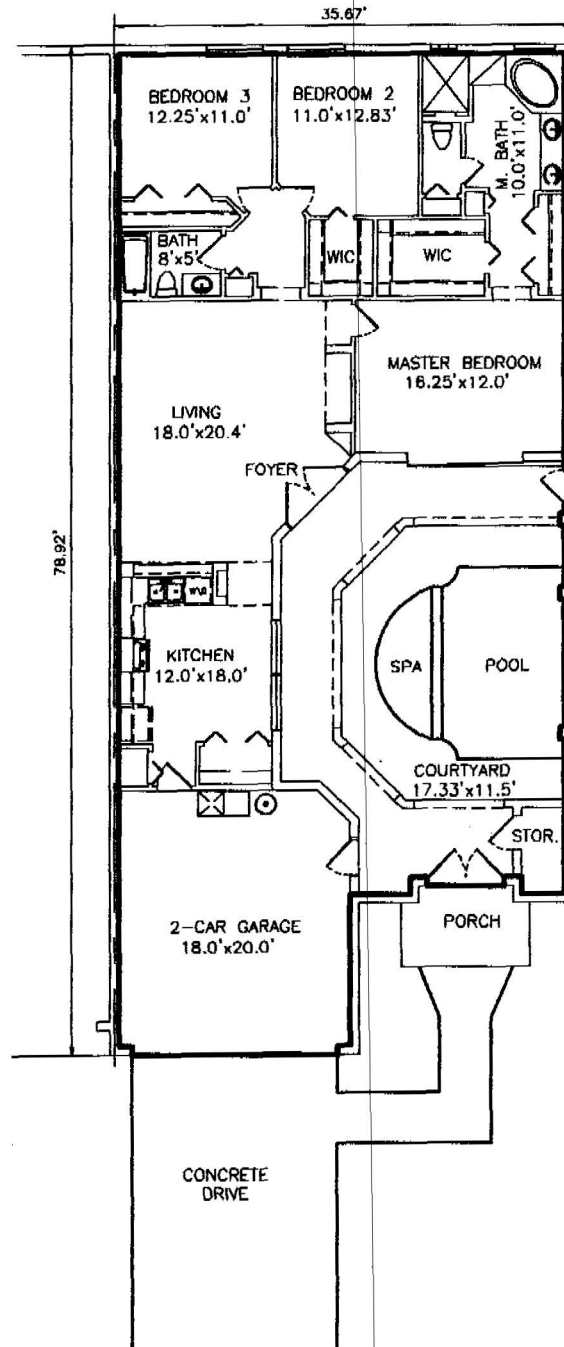 35.67'
BEDROOM 3
12.25'x11.0'
BEDROOM 2
11.0'x12.83'
M. BATH
10.0'x11.0'
BATH
8'x5'
WIC
WIC
MASTER BEDROOM
16.25'x12.0'
LIVING
18.0'x20.4'
FOYER
78.92'
KITCHEN
12.0'x18.0'
SPA
POOL
COURTYARD
17.33'x11.5'
STOR.
2-CAR GARAGE
18.0'x20.0'
PORCH
CONCRETE
DRIVE